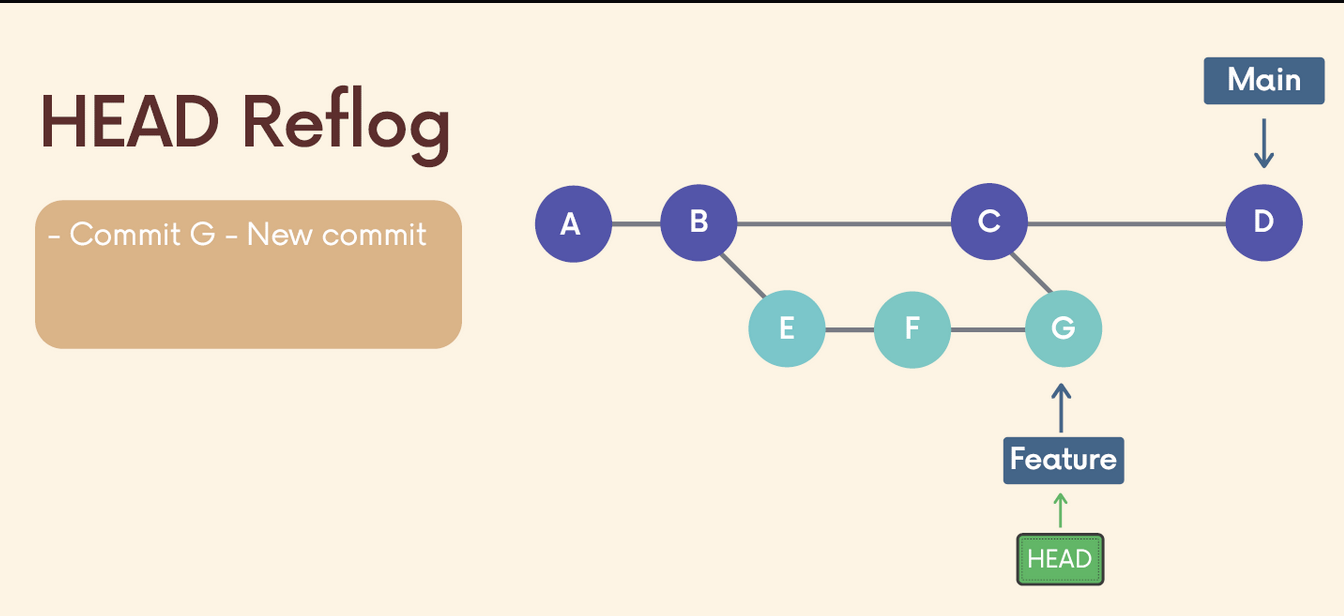 HEAD Reflog
- Commit G - New commit
Main
A
B
C
D
E
F
G
Feature
HEAD